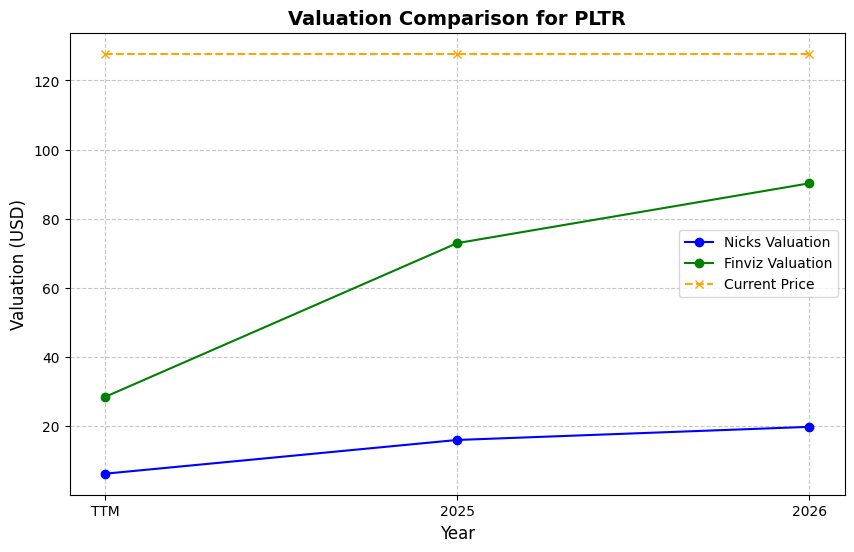 Valuation Comparison for PLTR
Valuation (USD)
120
100
80
60
40
20
Nicks Valuation
Finviz Valuation
Current Price
TTM
2025
2026
Year